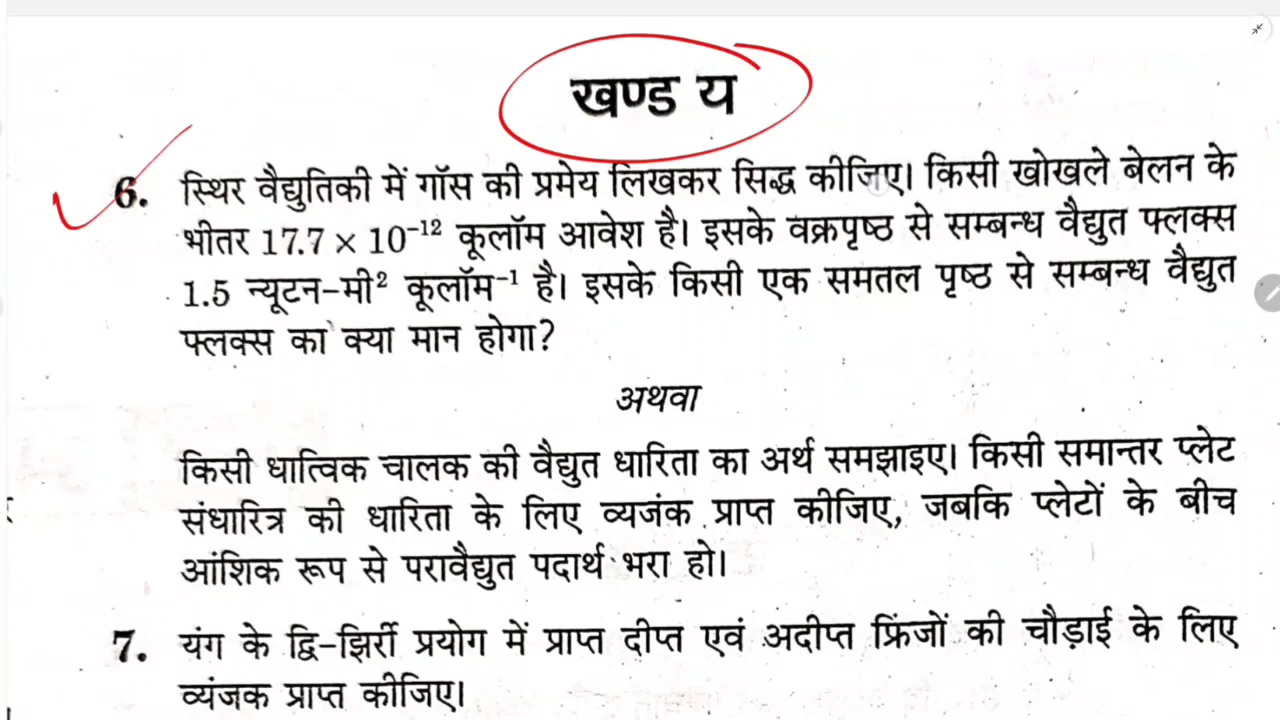 खण्ड य
6. स्थिर वैद्युतिकी में गॉस की प्रमेय लिखकर सिद्ध कीजिए। किसी खोखले बेलन के
भीतर 17.7 × 10⁻¹² कूलॉम आवेश है। इसके वक्रपृष्ठ से सम्बन्ध वैद्युत फ्लक्स
1.5 न्यूटन-मी² कूलॉम⁻¹ है। इसके किसी एक समतल पृष्ठ से सम्बन्ध वैद्युत
फ्लक्स का क्या मान होगा?
अथवा
किसी धात्विक चालक की वैद्युत धारिता का अर्थ समझाइए। किसी समान्तर प्लेट
संधारित्र की धारिता के लिए व्यजंक प्राप्त कीजिए, जबकि प्लेटों के बीच
आंशिक रूप से परावैद्युत पदार्थ भरा हो।
7. यंग के द्वि-झिर्री प्रयोग में प्राप्त दीप्त एवं अदीप्त फ्रिंजों की चौड़ाई के लिए
व्यंजक प्राप्त कीजिए।